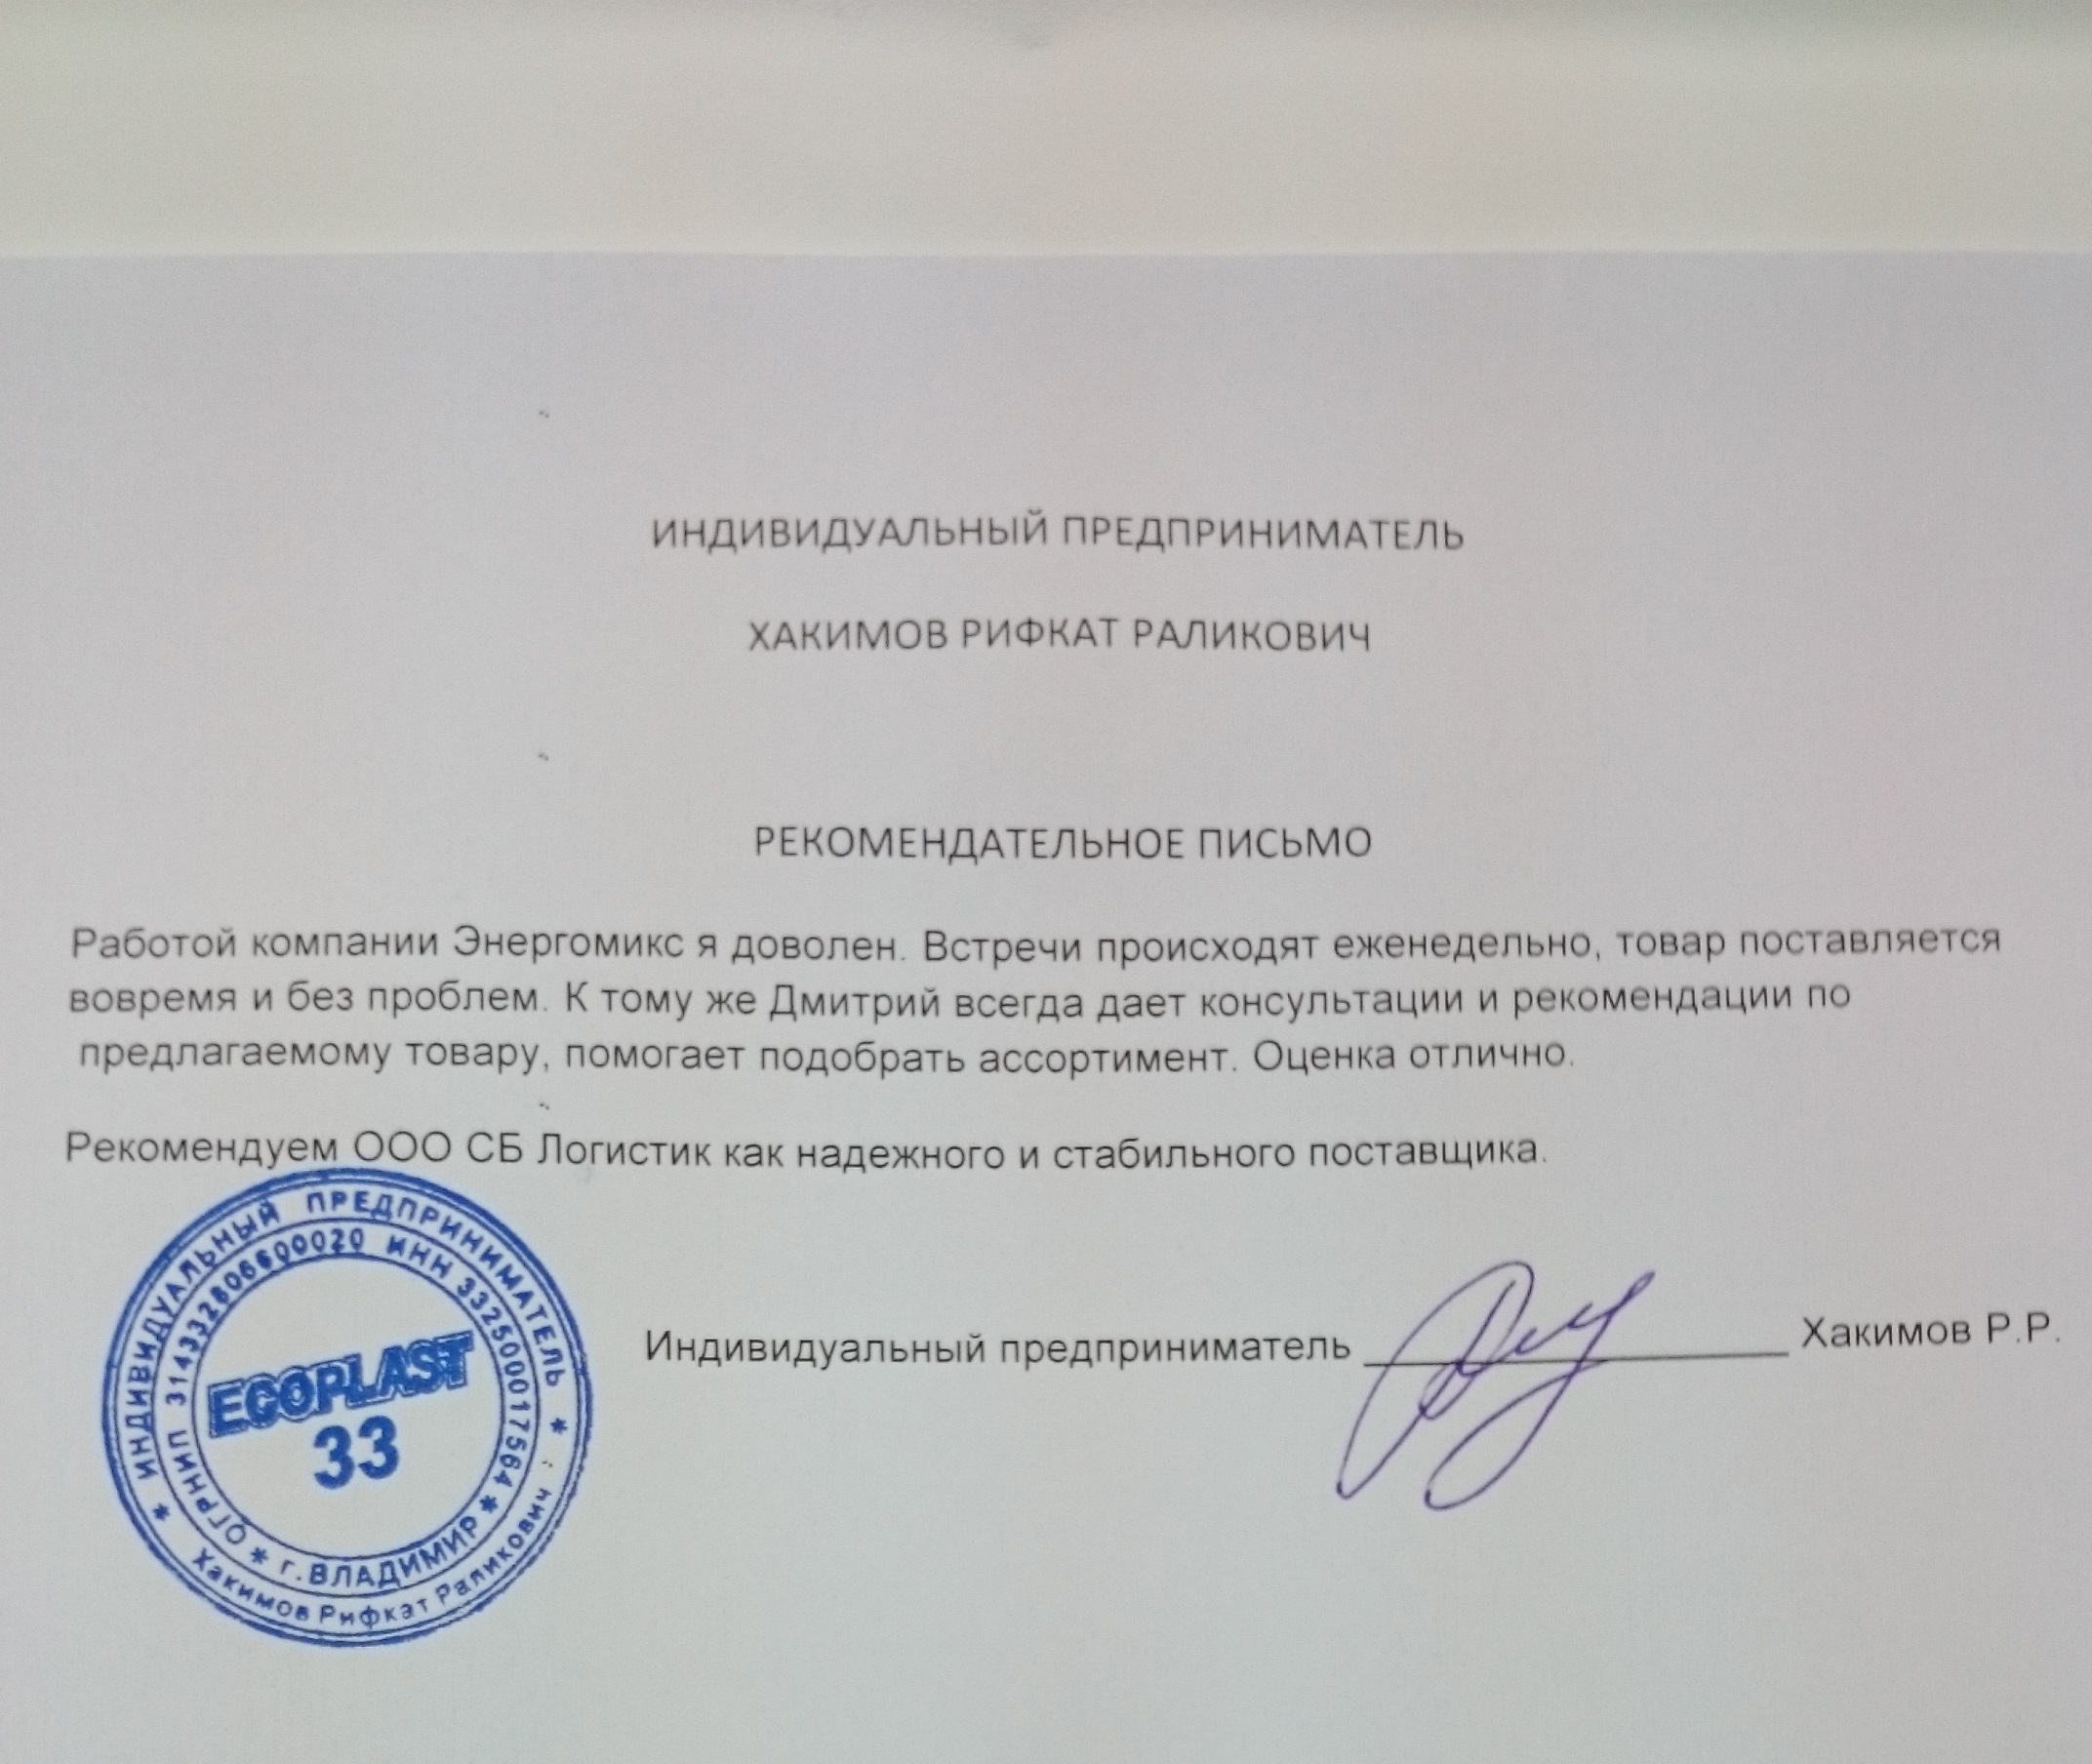 ИНДИВИДУАЛЬНЫЙ ПРЕДПРИНИМАТЕЛЬ
ХАКИМОВ РИФКАТ РАЛИКОВИЧ
РЕКОМЕНДАТЕЛЬНОЕ ПИСЬМО
Работой компании Энергомикс я доволен. Встречи происходят еженедельно, товар поставляется
вовремя и без проблем. К тому же Дмитрий всегда дает консультации и рекомендации по
предлагаемому товару, помогает подобрать ассортимент. Оценка отлично.
Рекомендуем ООО СБ Логистик как надежного и стабильного поставщика.
Индивидуальный предприниматель Хакимов Р.Р.
* ИНДИВИДУАЛЬНЫЙ ПРЕДПРИНИМАТЕЛЬ *
Хакимов Рифкат Раликович
ОГРНИП 314332806600020 ИНН 332500017564
* г.ВЛАДИМИР *
ECOPLAST
33